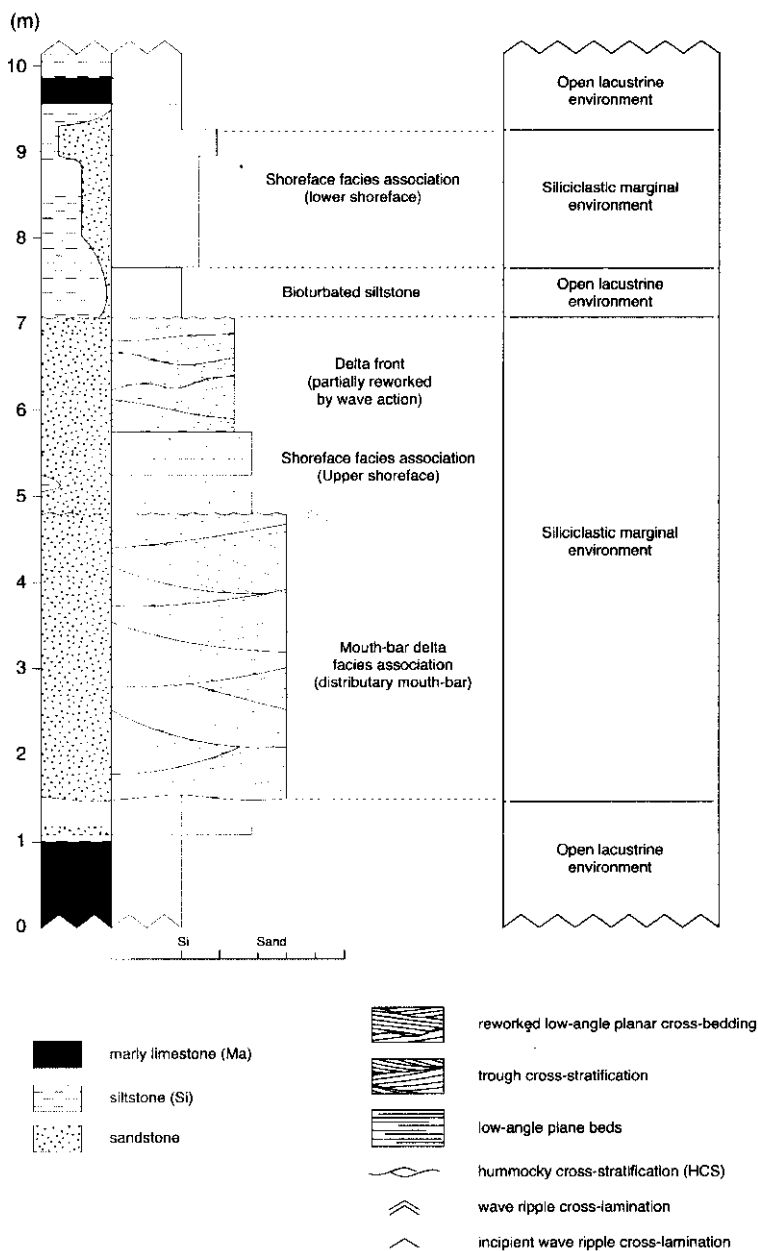 (m)
10
9
8
7
6
5
4
3
2
1
0
Shoreface facies association
(lower shoreface)
Bioturbated siltstone
Delta front
(partially reworked
by wave action)
Shoreface facies association
(Upper shoreface)
Mouth-bar delta
facies association
(distributary mouth-bar)
Open lacustrine
environment
Siliciclastic marginal
environment
Open lacustrine
environment
Siliciclastic marginal
environment
Open lacustrine
environment
Si Sand
marly limestone (Ma)
siltstone (Si)
sandstone
reworked low-angle planar cross-bedding
trough cross-stratification
low-angle plane beds
hummocky cross-stratification (HCS)
wave ripple cross-lamination
incipient wave ripple cross-lamination